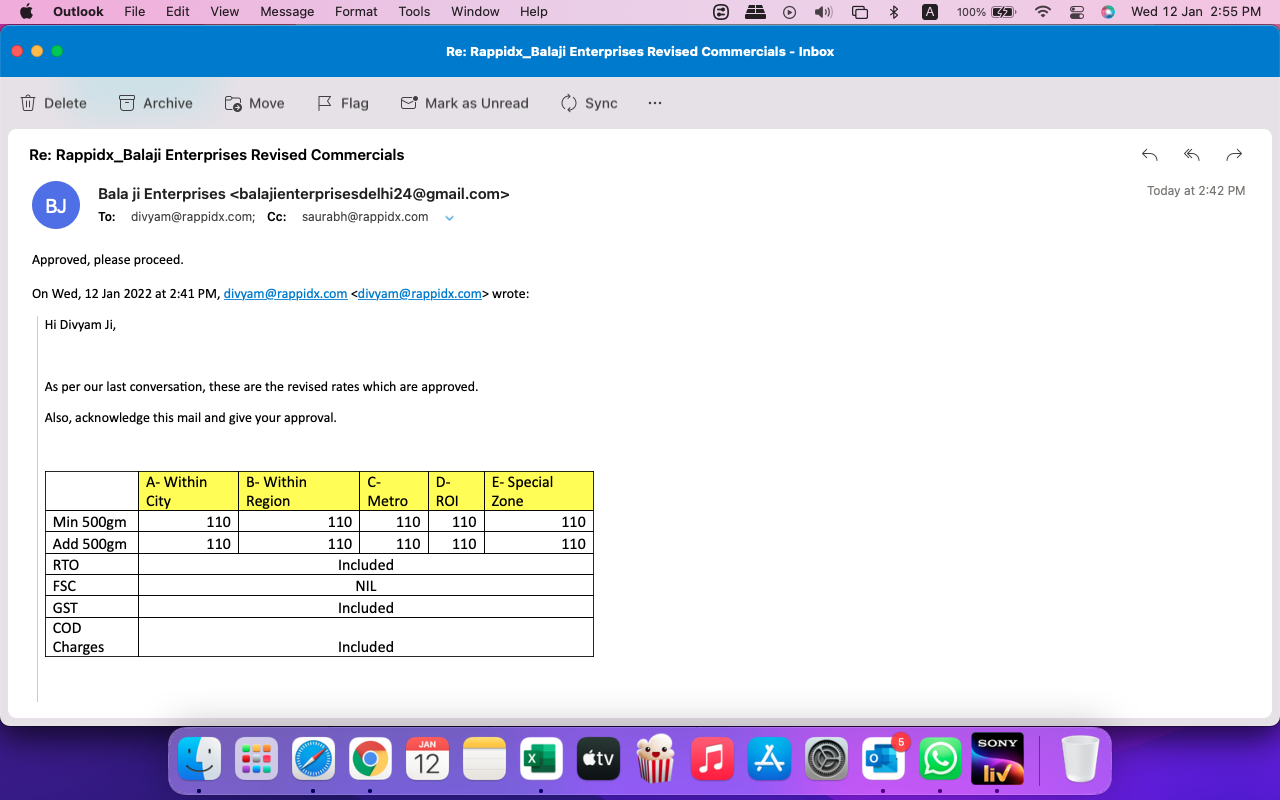 Outlook File Edit View Message Format Tools Window Help A 100% Wed 12 Jan 2:55 PM
Re: Rappidx_Balaji Enterprises Revised Commercials - Inbox
Delete Archive Move Flag Mark as Unread Sync ...
Re: Rappidx_Balaji Enterprises Revised Commercials
BJ
Bala ji Enterprises <balajienterprisesdelhi24@gmail.com>
Today at 2:42 PM
To: divyam@rappidx.com; Cc: saurabh@rappidx.com
Approved, please proceed.
On Wed, 12 Jan 2022 at 2:41 PM, divyam@rappidx.com <divyam@rappidx.com> wrote:
Hi Divyam Ji,
As per our last conversation, these are the revised rates which are approved.
Also, acknowledge this mail and give your approval.
A- Within City B- Within Region C- Metro D- ROI E- Special Zone
Min 500gm 110 110 110 110 110
Add 500gm 110 110 110 110 110
RTO Included
FSC NIL
GST Included
COD Charges Included
JAN
12
X
tv
O
5
SONY
liv